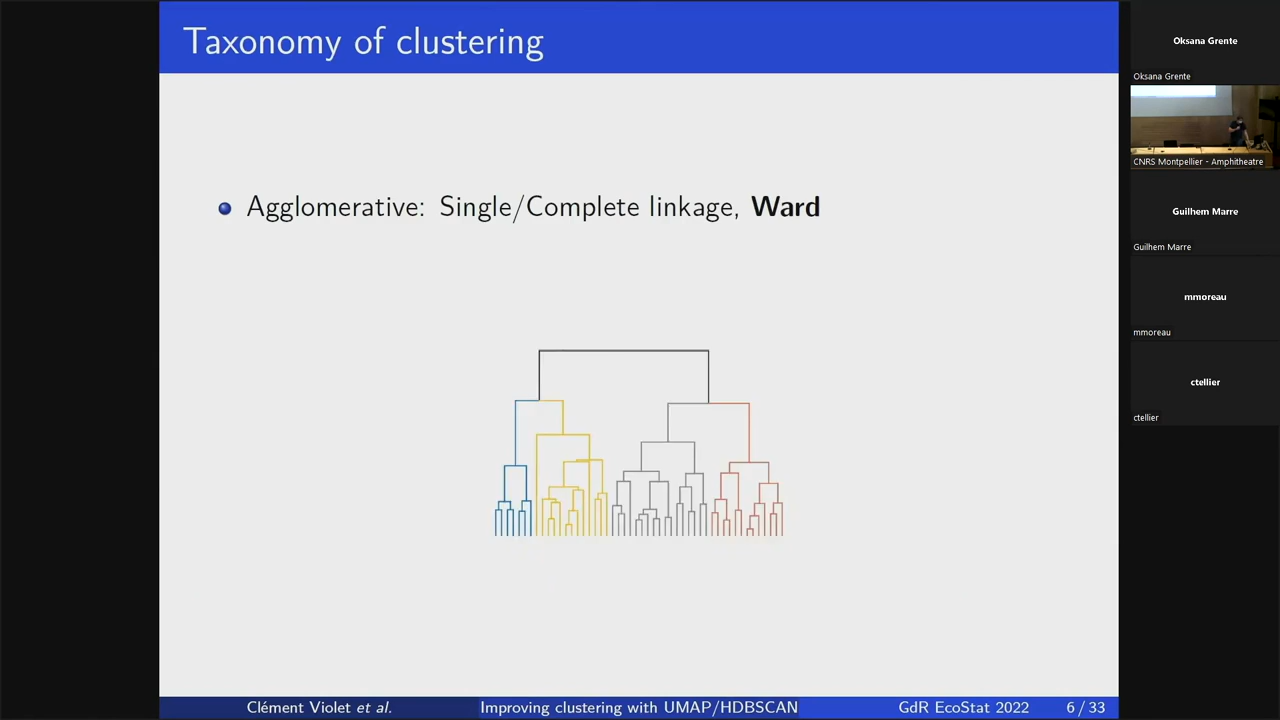 Taxonomy of clustering
Agglomerative: Single/Complete linkage, Ward
Clément Violet et al.
Improving clustering with UMAP/HDBSCAN
GdR EcoStat 2022
6 / 33
Oksana Grente
Oksana Grente
CNRS Montpellier - Amphitheatre
Guilhem Marre
Guilhem Marre
mmoreau
mmoreau
ctellier
ctellier